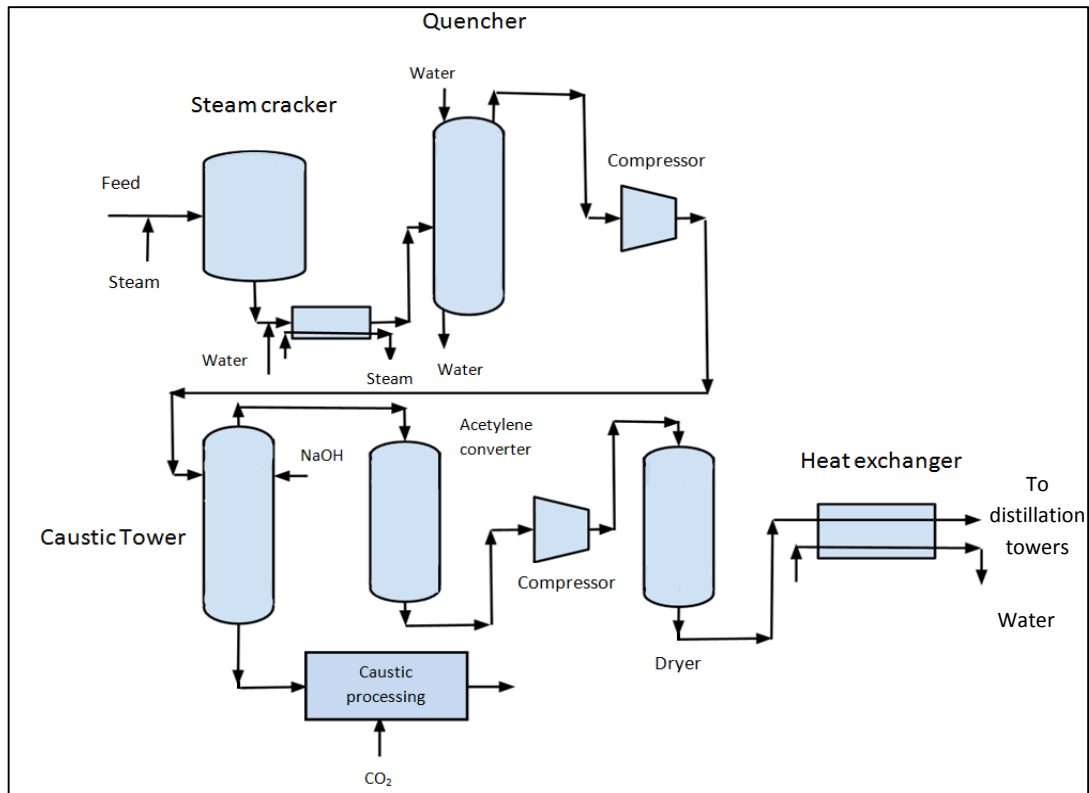 Quencher
Water
Steam cracker
Compressor
Feed
Steam
Water
Steam
Water
Acetylene
converter
NaOH
Heat exchanger
To
distillation
towers
Caustic Tower
Compressor
Water
Dryer
Caustic
processing
CO₂